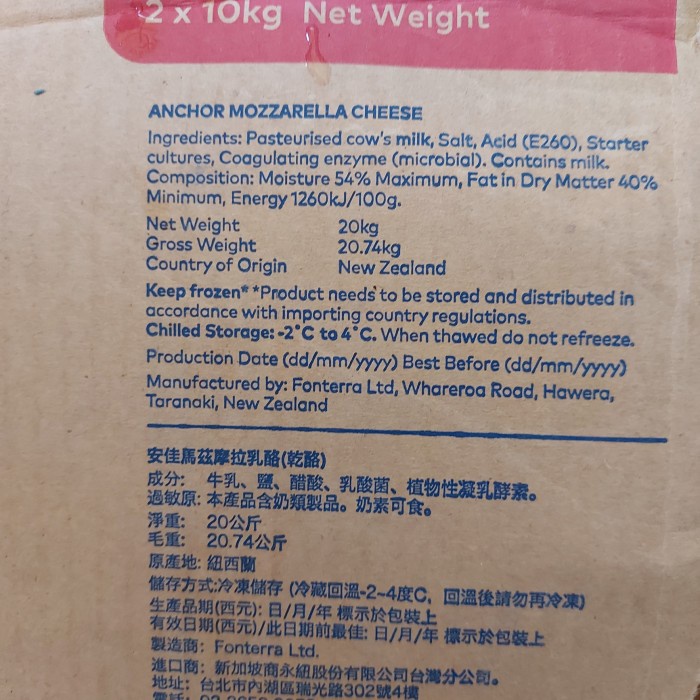 2 x 10kg Net Weight
ANCHOR MOZZARELLA CHEESE
Ingredients: Pasteurised cow's milk, Salt, Acid (E260), Starter
cultures, Coagulating enzyme (microbial). Contains milk.
Composition: Moisture 54% Maximum, Fat in Dry Matter 40%
Minimum, Energy 1260kJ/100g.
Net Weight 20kg
Gross Weight 20.74kg
Country of Origin New Zealand
Keep frozen* *Product needs to be stored and distributed in
accordance with importing country regulations.
Chilled Storage: -2°C to 4°C. When thawed do not refreeze.
Production Date (dd/mm/yyyy) Best Before (dd/mm/yyyy)
Manufactured by: Fonterra Ltd, Whareroa Road, Hawera,
Taranaki, New Zealand
安佳馬茲摩拉乳酪(乾酪)
成分: 牛乳、鹽、醋酸、乳酸菌、植物性凝乳酵素。
過敏原: 本產品含奶類製品。奶素可食。
淨重: 20公斤
毛重: 20.74公斤
原產地: 紐西蘭
儲存方式:冷凍儲存 (冷藏回溫-2~4度C, 回溫後請勿再冷凍)
生產品期(西元): 日/月/年 標示於包裝上
有效日期(西元)/此日期前最佳: 日/月/年 標示於包裝上
製造商: Fonterra Ltd.
進口商: 新加坡商永紐股份有限公司台灣分公司。
地址: 台北市內湖區瑞光路302號4樓